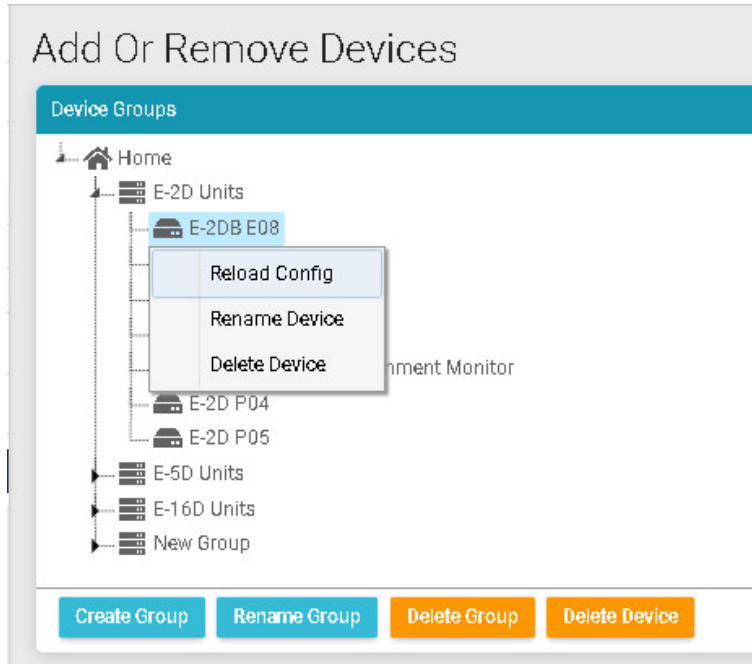 Add Or Remove Devices
Device Groups
Home
E-2D Units
E-2DB E08
Reload Config
Rename Device
Delete Device
nment Monitor
E-2D P04
E-2D P05
E-5D Units
E-16D Units
New Group
Create Group Rename Group Delete Group Delete Device